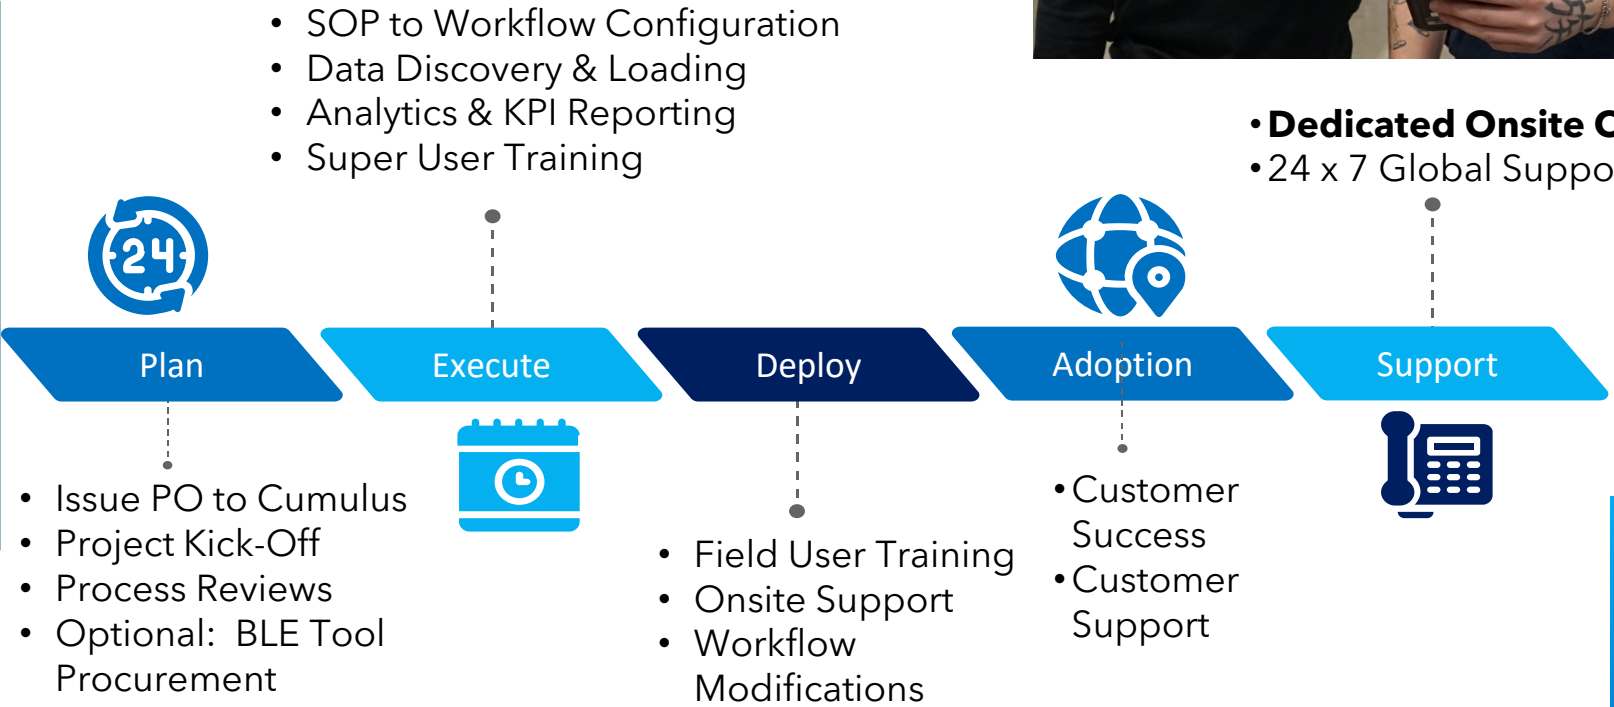 • SOP to Workflow Configuration
• Data Discovery & Loading
• Analytics & KPI Reporting
• Super User Training
• Dedicated Onsite
• 24 x 7 Global
24
Plan
Execute
Deploy
Adoption
Support
• Issue PO to Cumulus
• Project Kick-Off
• Process Reviews
• Optional: BLE Tool
Procurement
• Field User Training
• Onsite Support
• Workflow
Modifications
• Customer
Success
• Customer
Support